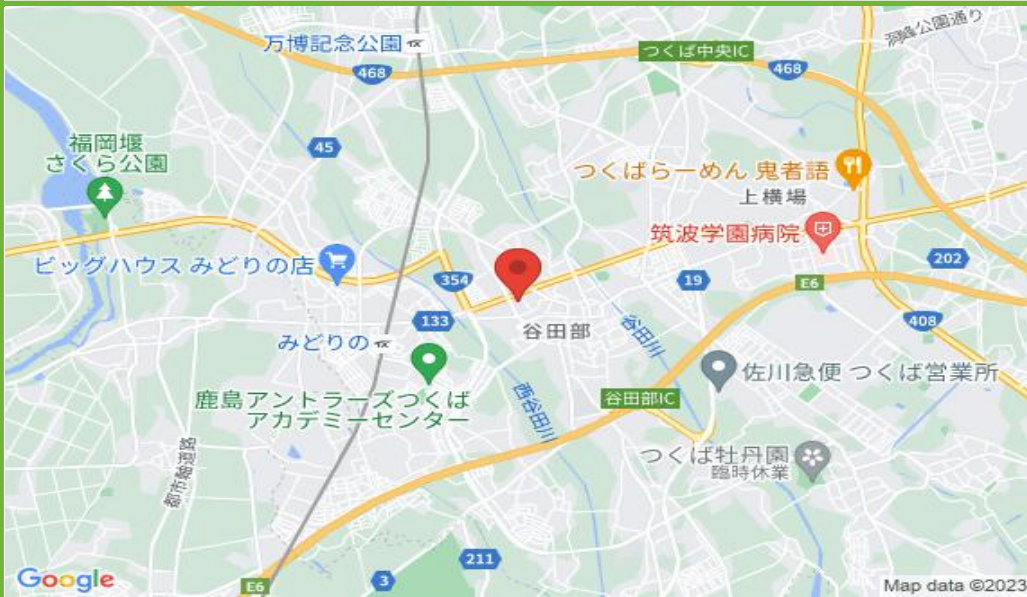 洞峰公園通り
万博記念公園
つくば中央IC
468
468
45
福岡堰
さくら公園
つくばらーめん 鬼者語
上横場
筑波学園病院
ビッグハウス みどりの店
354
202
19
E6
133
谷田部
谷田川
408
みどりの
佐川急便 つくば営業所
鹿島アントラーズつくば
アカデミーセンター
西谷田川
谷田部IC
つくば牡丹園
臨時休業
都市軸道路
211
Google
E6
3
Map data ©2023